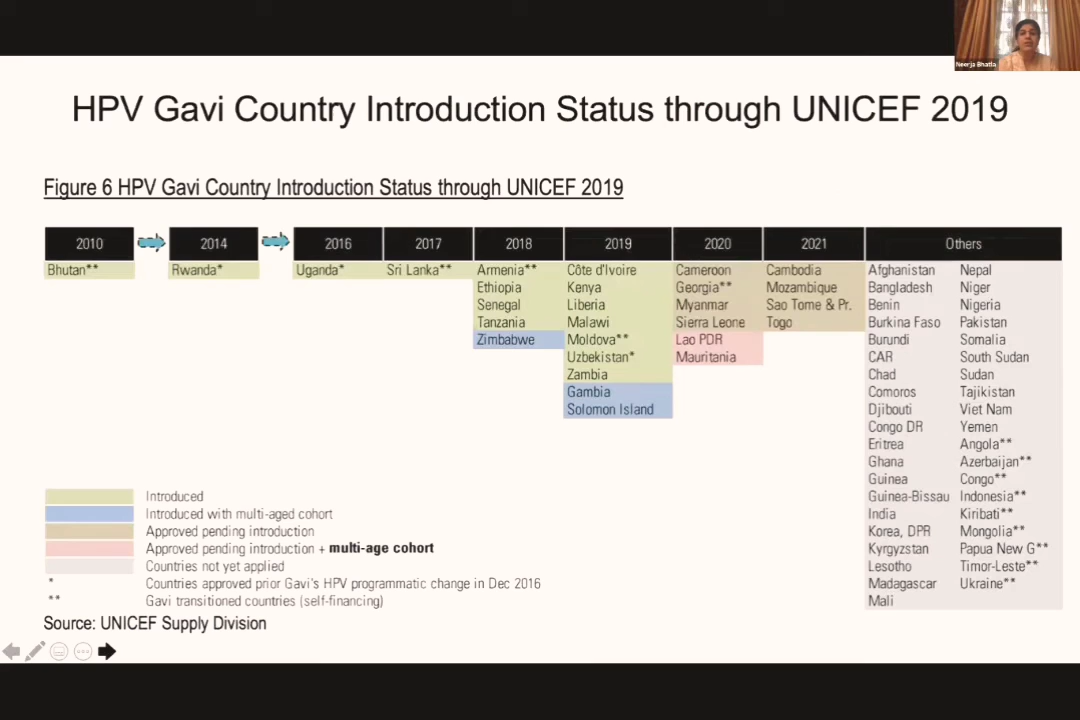 Neerja Bhatla
HPV Gavi Country Introduction Status through UNICEF 2019
Figure 6 HPV Gavi Country Introduction Status through UNICEF 2019
2010 2014 2016 2017 2018 2019 2020 2021 Others
Bhutan** Rwanda* Uganda* Sri Lanka** Armenia** Côte d'Ivoire Cameroon Cambodia Afghanistan Nepal
Ethiopia Kenya Georgia** Mozambique Bangladesh Niger
Senegal Liberia Myanmar Sao Tome & Pr. Benin Nigeria
Tanzania Malawi Sierra Leone Togo Burkina Faso Pakistan
Zimbabwe Moldova** Lao PDR Burundi Somalia
Uzbekistan* Mauritania CAR South Sudan
Zambia Chad Sudan
Gambia Comoros Tajikistan
Solomon Island Djibouti Viet Nam
Congo DR Yemen
Eritrea Angola**
Ghana Azerbaijan**
Guinea Congo**
Introduced Guinea-Bissau Indonesia**
Introduced with multi-aged cohort India Kiribati**
Approved pending introduction Korea, DPR Mongolia**
Approved pending introduction + multi-age cohort Kyrgyzstan Papua New G**
Countries not yet applied Lesotho Timor-Leste**
* Countries approved prior Gavi's HPV programmatic change in Dec 2016 Madagascar Ukraine**
** Gavi transitioned countries (self-financing) Mali
Source: UNICEF Supply Division